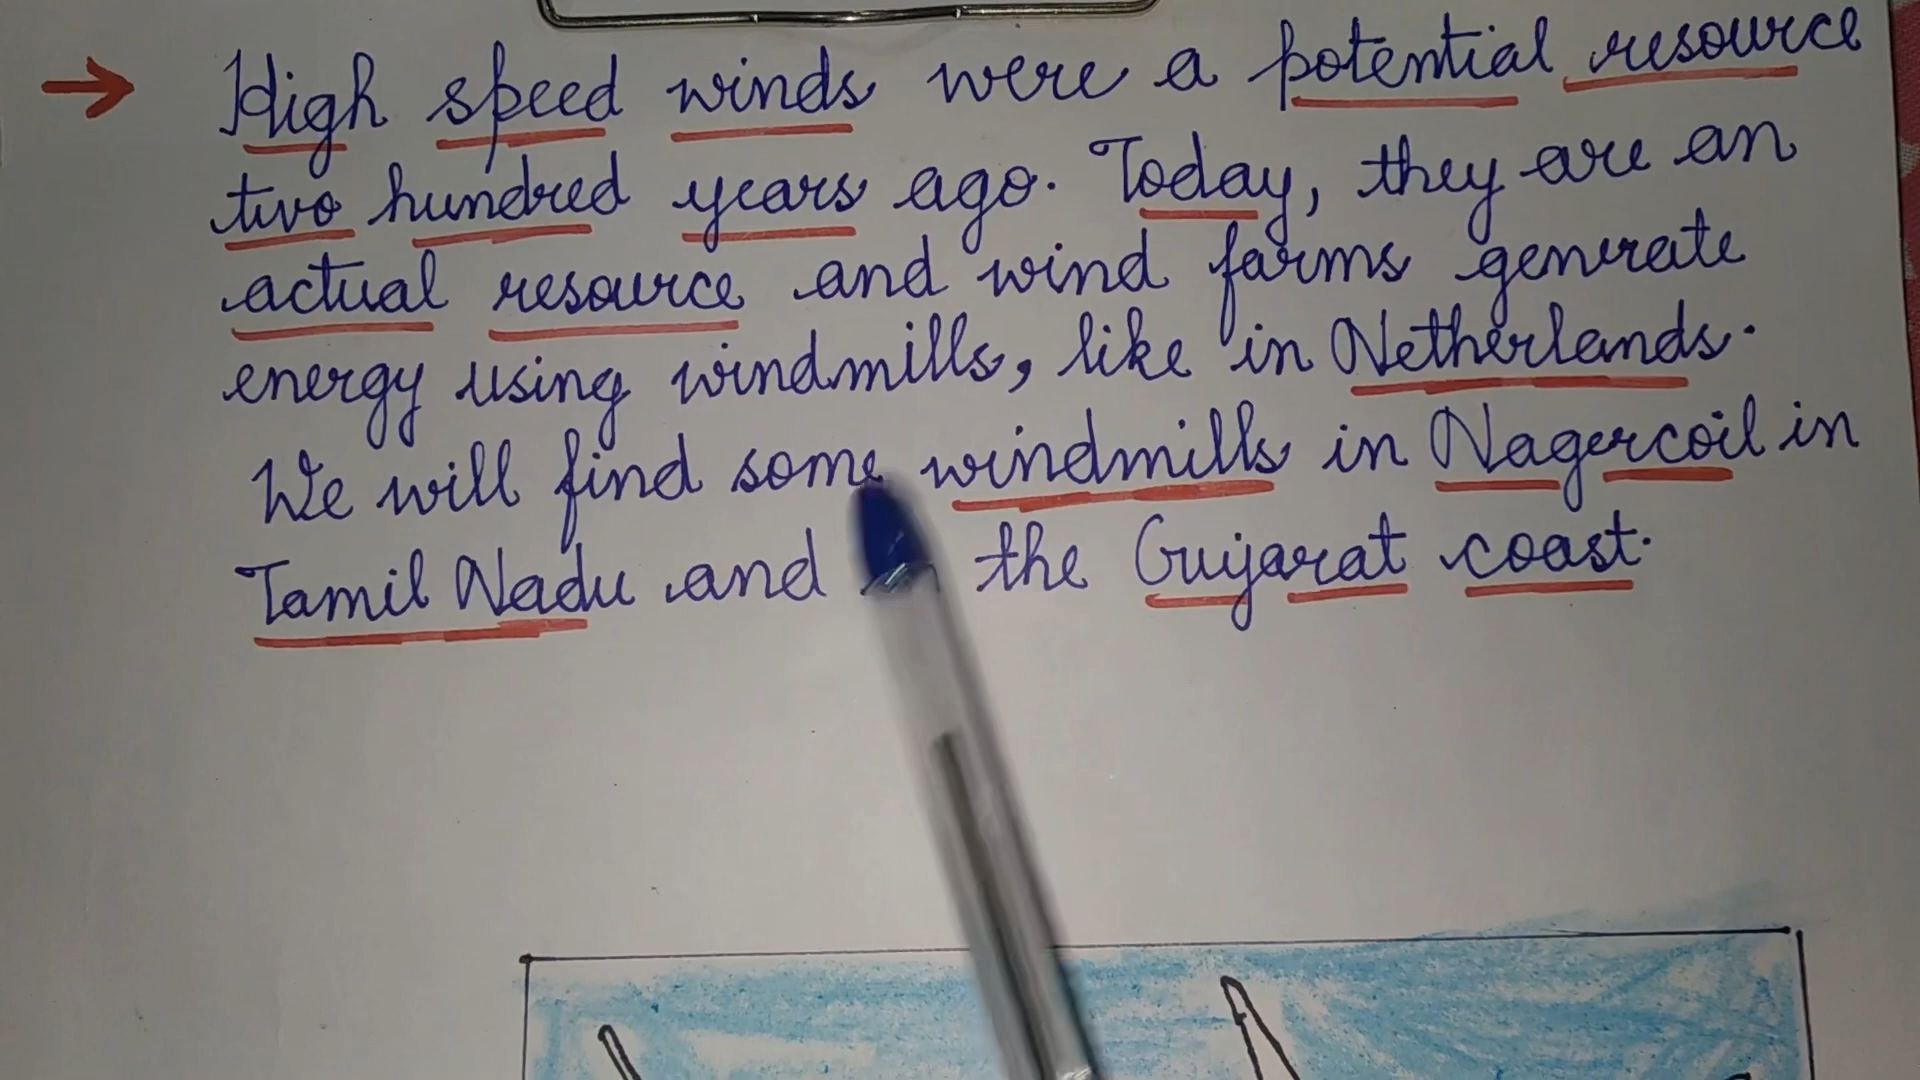 High speed winds were a potential resource
two hundred years ago. Today, they are an
actual resource and wind farms generate
energy using windmills, like in Netherlands.
We will find some windmills in Nagercoil in
Tamil Nadu and the Gujarat coast.